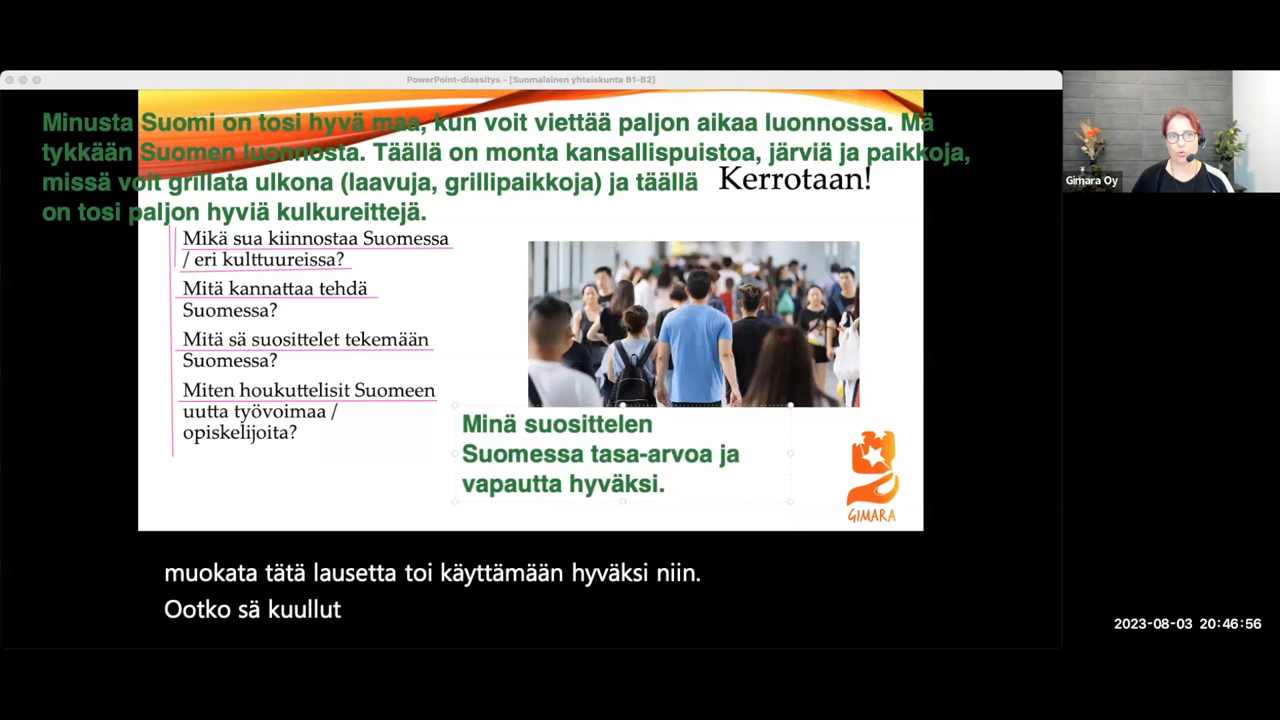 PowerPoint-diaesitys - [Suomalainen yhteiskunta B1-B2]
Minusta Suomi on tosi hyvä maa, kun voit viettää paljon aikaa luonnossa. Mä
tykkään Suomen luonnosta. Täällä on monta kansallispuistoa, järviä ja paikkoja,
missä voit grillata ulkona (laavuja, grillipaikkoja) ja täällä
on tosi paljon hyviä kulkureittejä.
Kerrotaan!
Mikä sua kiinnostaa Suomessa
/ eri kulttuureissa?
Mitä kannattaa tehdä
Suomessa?
Mitä sä suosittelet tekemään
Suomessa?
Miten houkuttelisit Suomeen
uutta työvoimaa /
opiskelijoita?
Minä suosittelen
Suomessa tasa-arvoa ja
vapautta hyväksi.
GIMARA
muokata tätä lausetta toi käyttämään hyväksi niin.
Ootko sä kuullut
Gimara Oy
2023-08-03 20:46:56